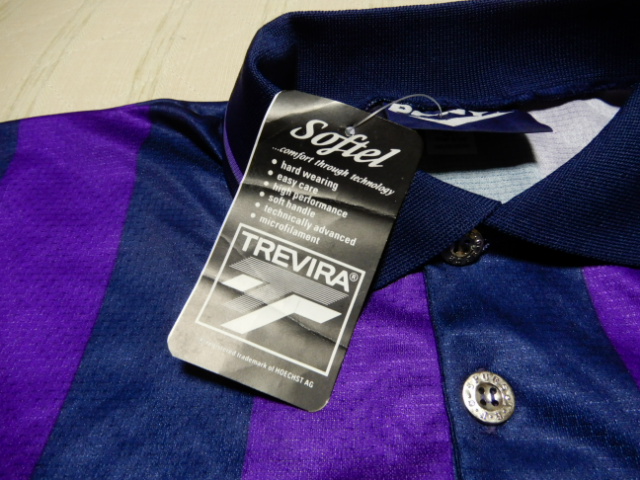 Softel
...comfort through technology
• hard wearing
• easy care
• high performance
• soft handle
• technically advanced
• microfilament
TREVIRA®
trademark of HOECHST AG